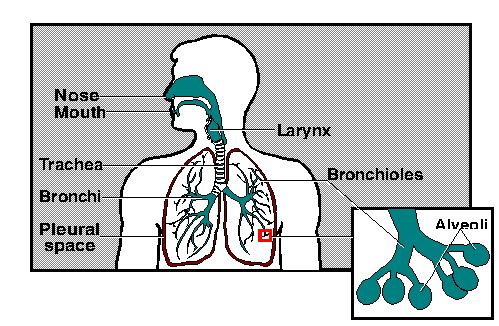 Nose
Mouth
Larynx
Trachea
Bronchioles
Bronchi
Alveoli
Pleural
space